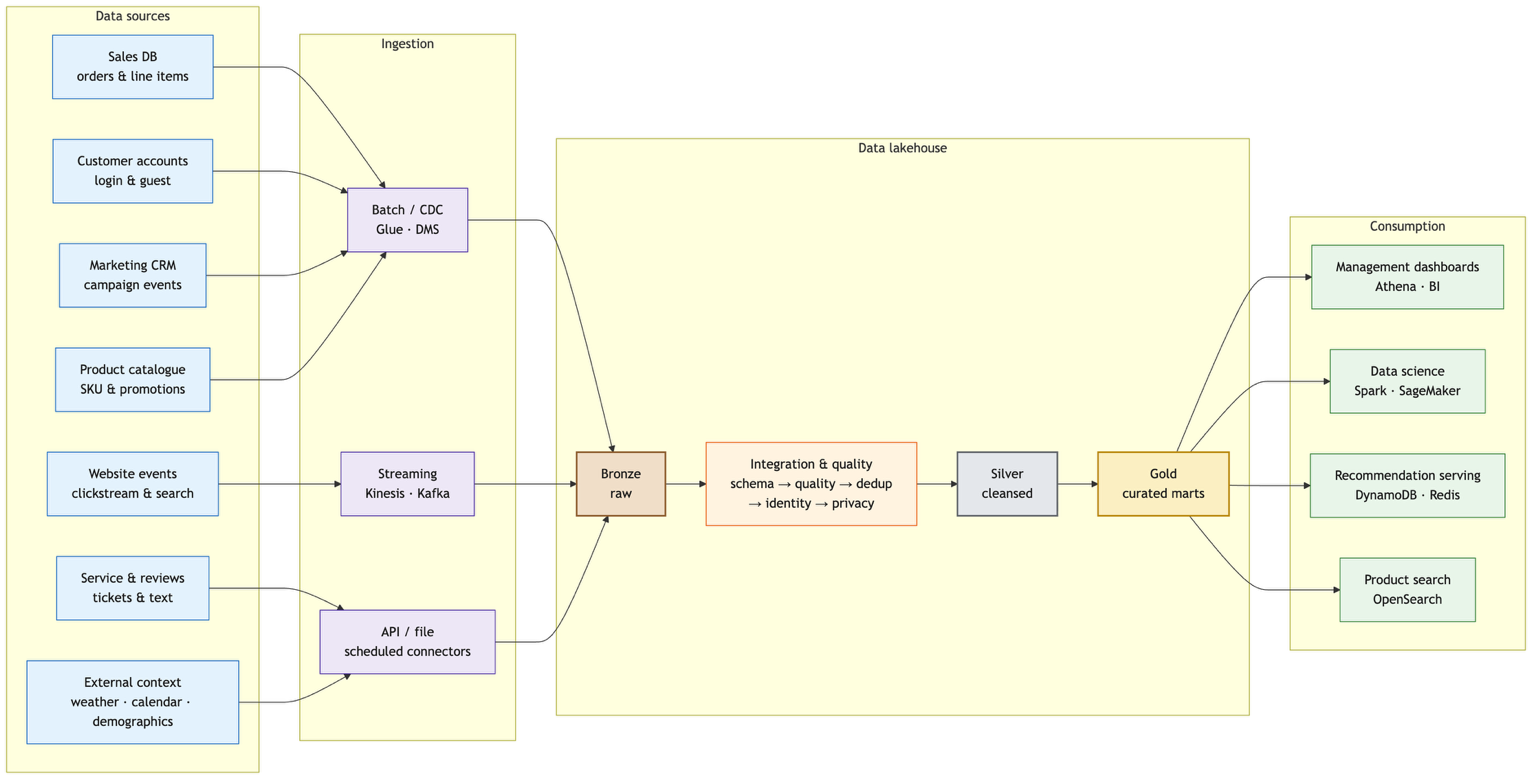 Data sources
Sales DB
orders & line items
Customer accounts
login & guest
Marketing CRM
campaign events
Product catalogue
SKU & promotions
Website events
clickstream & search
Service & reviews
tickets & text
External context
weather · calendar ·
demographics
Ingestion
Batch / CDC
Glue · DMS
Streaming
Kinesis · Kafka
API / file
scheduled connectors
Data lakehouse
Bronze
raw
Integration & quality
schema → quality → dedup
→ identity → privacy
Silver
cleansed
Gold
curated marts
Consumption
Management dashboards
Athena · BI
Data science
Spark · SageMaker
Recommendation serving
DynamoDB · Redis
Product search
OpenSearch